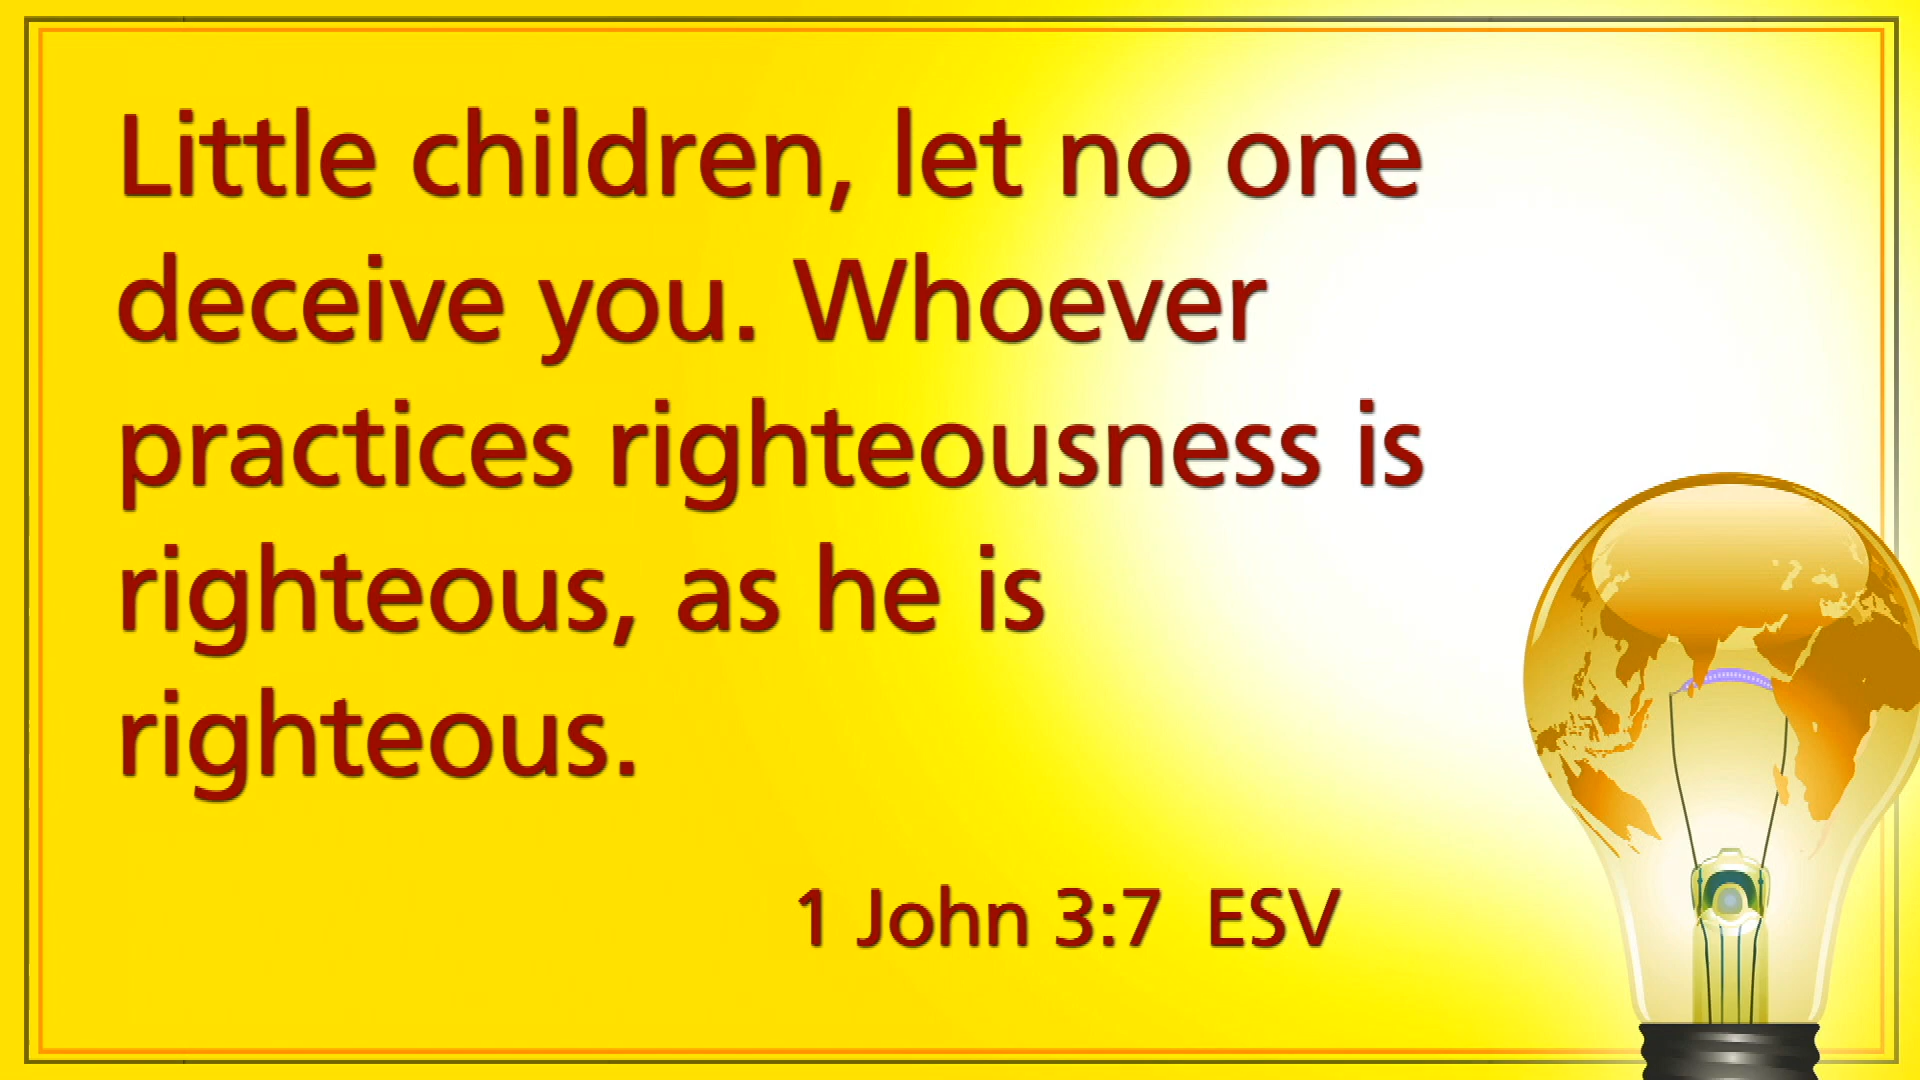 Little children, let no one
deceive you. Whoever
practices righteousness is
righteous, as he is
righteous.
1 John 3:7 ESV